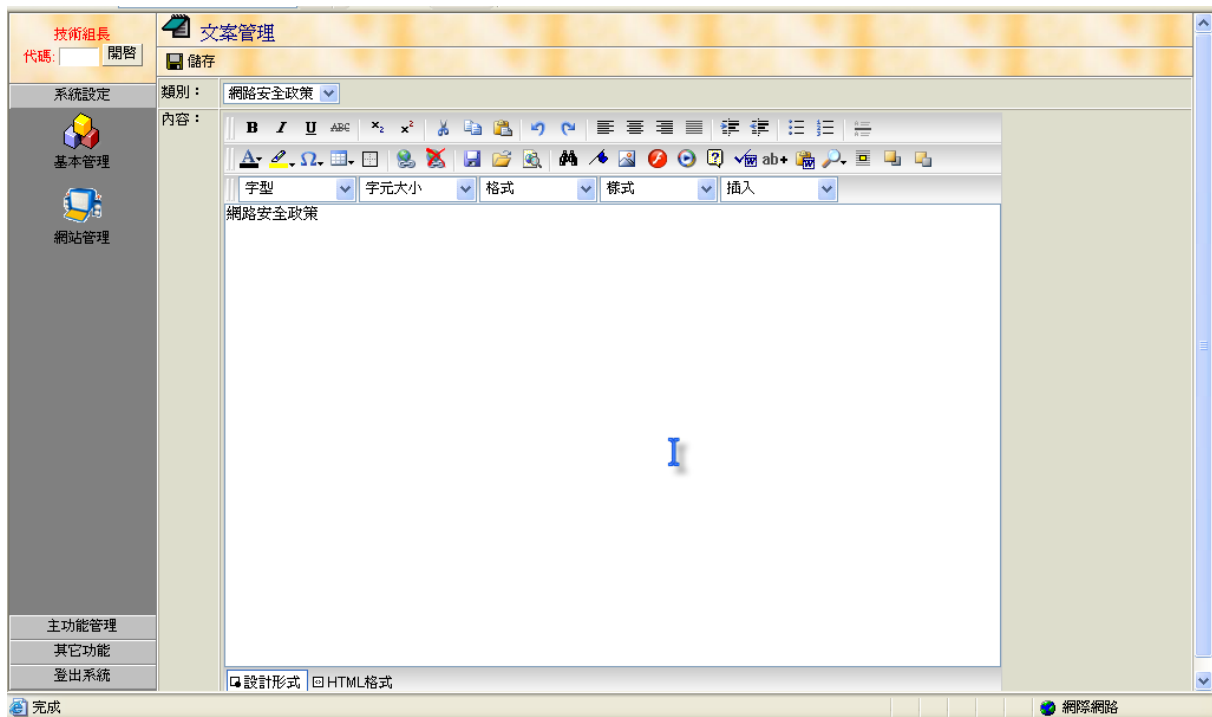 技術組長
代碼: 開啓
系統設定
基本管理
網站管理
主功能管理
其它功能
登出系統
文案管理
儲存
類別： 網路安全政策
內容：
B I U ABC x₂ x²
A Ω ab+
字型 字元大小 格式 樣式 插入
網路安全政策
設計形式 HTML格式
完成 網際網路